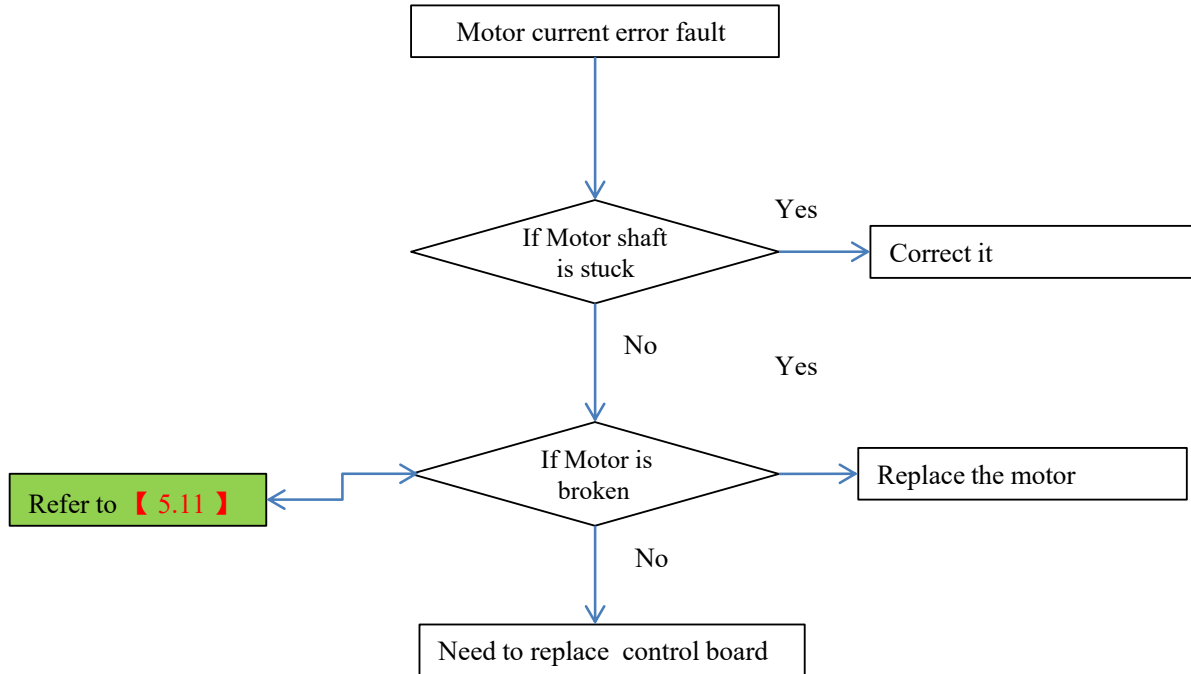 Motor current error fault
Yes
If Motor shaft
is stuck
Correct it
No
Yes
If Motor is
broken
Replace the motor
Refer to 【 5.11 】
No
Need to replace control board